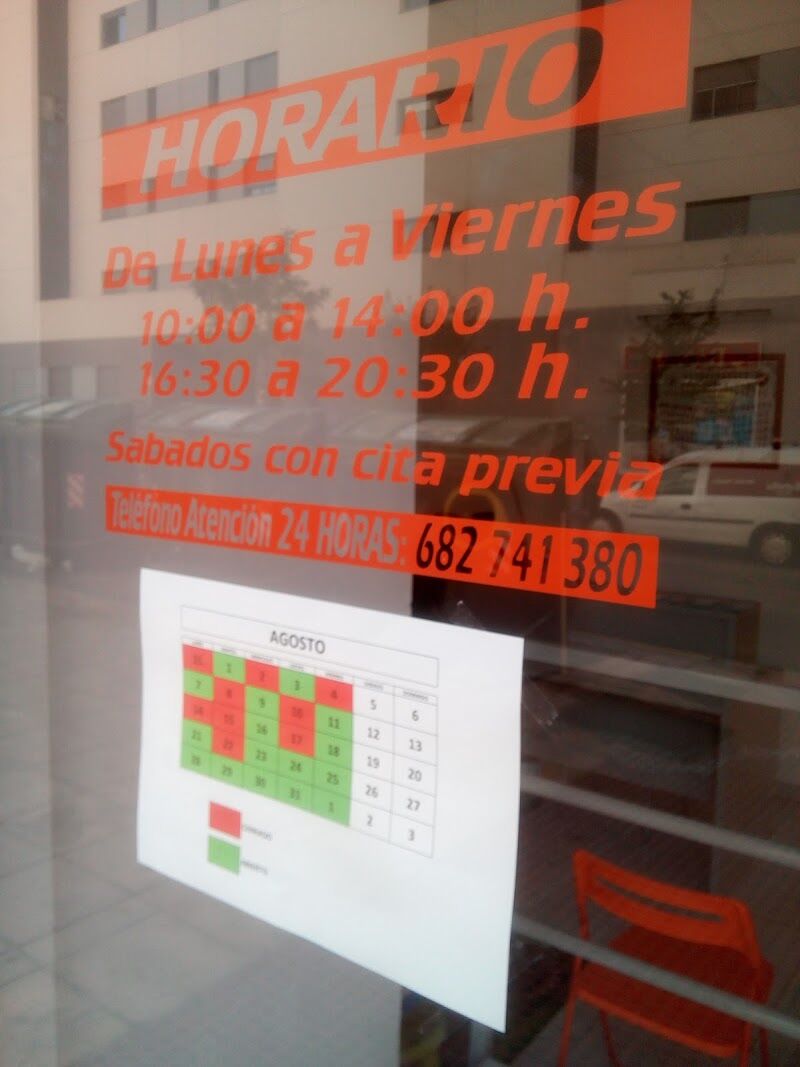 HORARIO
De Lunes a Viernes
10:00 a 14:00 h.
16:30 a 20:30 h.
Sabados con cita previa
Teléfono Atención 24 HORAS: 682 741 380
AGOSTO
31 1 2 3 4 5 6
7 8 9 10 11 12 13
14 15 16 17 18 19 20
21 22 23 24 25 26 27
28 29 30 31 1 2 3
CERRADO
ABIERTO